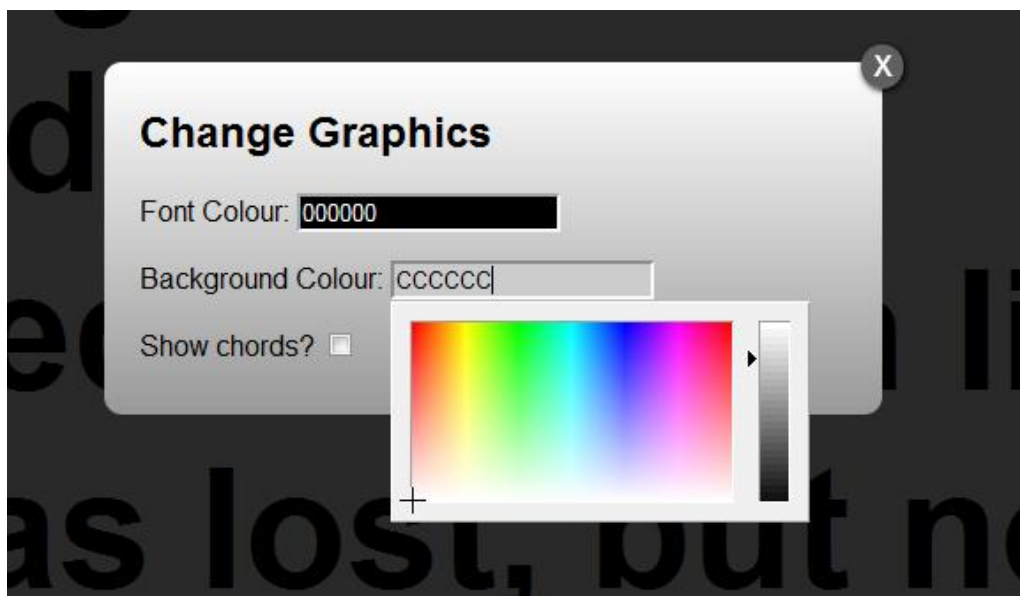 X
Change Graphics
Font Colour: 000000
Background Colour: CCCCCC
Show chords?
as lost, but